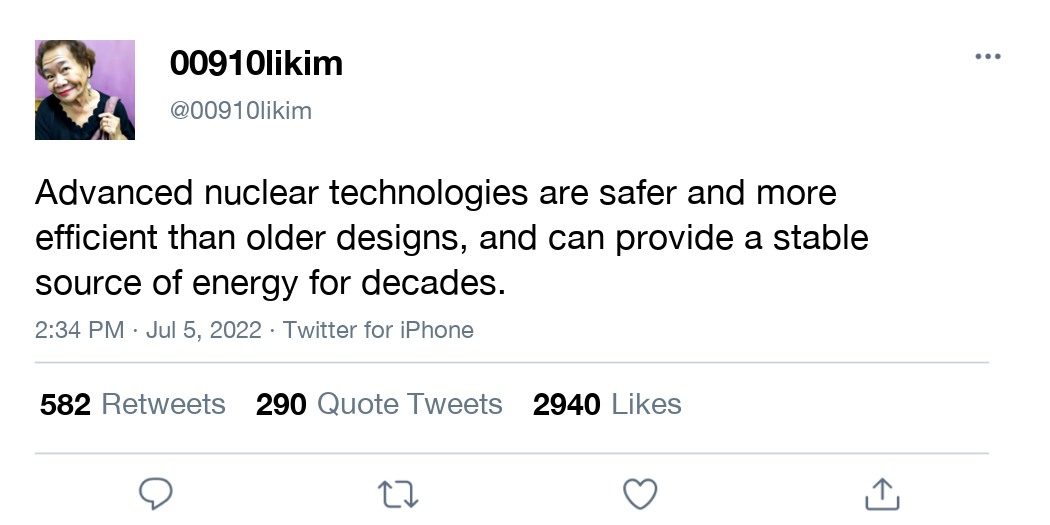 00910likim
@00910likim
Advanced nuclear technologies are safer and more
efficient than older designs, and can provide a stable
source of energy for decades.
2:34 PM · Jul 5, 2022 · Twitter for iPhone
582 Retweets 290 Quote Tweets 2940 Likes